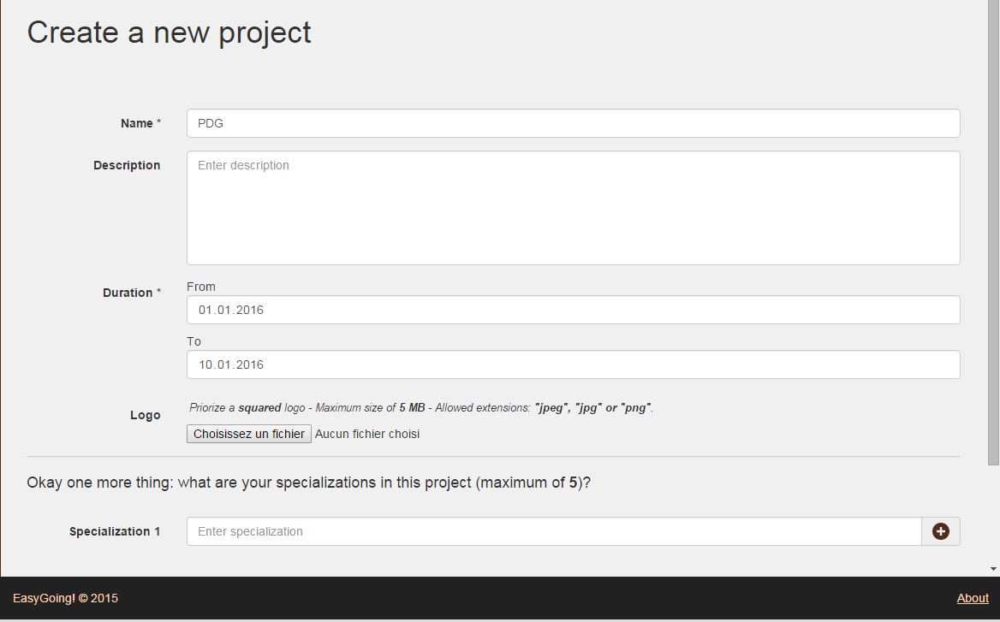 Create a new project
Name * PDG
Description Enter description
Duration * From
01.01.2016
To
10.01.2016
Logo Priorize a squared logo - Maximum size of 5 MB - Allowed extensions: "jpeg", "jpg" or "png".
Choisissez un fichier Aucun fichier choisi
Okay one more thing: what are your specializations in this project (maximum of 5)?
Specialization 1 Enter specialization
EasyGoing! © 2015 About